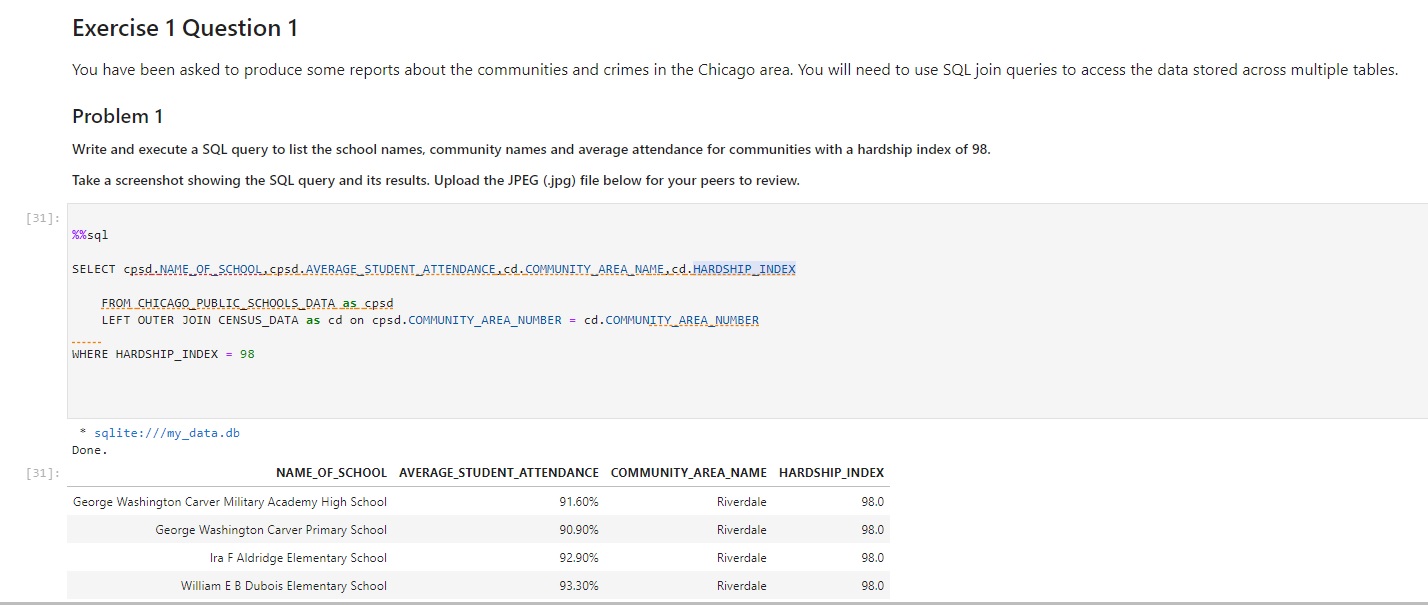 Exercise 1 Question 1
You have been asked to produce some reports about the communities and crimes in the Chicago area. You will need to use SQL join queries to access the data stored across multiple tables.
Problem 1
Write and execute a SQL query to list the school names, community names and average attendance for communities with a hardship index of 98.
Take a screenshot showing the SQL query and its results. Upload the JPEG (.jpg) file below for your peers to review.
[31]:
%%sql
SELECT cpsd.NAME_OF_SCHOOL,cpsd.AVERAGE_STUDENT_ATTENDANCE,cd.COMMUNITY_AREA_NAME,cd.HARDSHIP_INDEX
FROM CHICAGO_PUBLIC_SCHOOLS_DATA as cpsd
LEFT OUTER JOIN CENSUS_DATA as cd on cpsd.COMMUNITY_AREA_NUMBER = cd.COMMUNITY_AREA_NUMBER
WHERE HARDSHIP_INDEX = 98
* sqlite:///my_data.db
Done.
[31]: NAME_OF_SCHOOL AVERAGE_STUDENT_ATTENDANCE COMMUNITY_AREA_NAME HARDSHIP_INDEX
George Washington Carver Military Academy High School 91.60% Riverdale 98.0
George Washington Carver Primary School 90.90% Riverdale 98.0
Ira F Aldridge Elementary School 92.90% Riverdale 98.0
William E B Dubois Elementary School 93.30% Riverdale 98.0